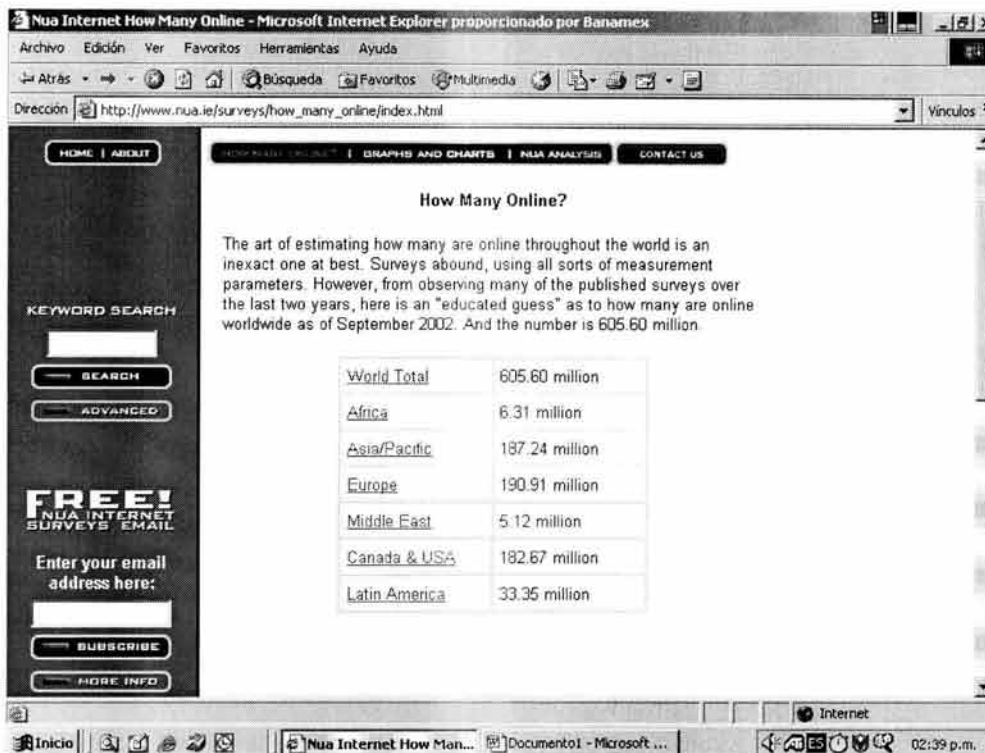 Nua Internet How Many Online - Microsoft Internet Explorer proporcionado por Banamex
Archivo Edición Ver Favoritos Herramientas Ayuda
Atrás Búsqueda Favoritos Multimedia
Dirección http://www.nua.ie/surveys/how_many_online/index.html Vínculos
HOME | ABOUT
HOW MANY ONLINE? | GRAPHS AND CHARTS | NUA ANALYSIS CONTACT US
How Many Online?
The art of estimating how many are online throughout the world is an
inexact one at best. Surveys abound, using all sorts of measurement
parameters. However, from observing many of the published surveys over
the last two years, here is an "educated guess" as to how many are online
worldwide as of September 2002. And the number is 605.60 million
KEYWORD SEARCH
SEARCH
ADVANCED
World Total 605.60 million
Africa 6.31 million
Asia/Pacific 187.24 million
Europe 190.91 million
Middle East 5.12 million
Canada & USA 182.67 million
Latin America 33.35 million
FREE!
NUA INTERNET
SURVEYS EMAIL
Enter your email
address here:
SUBSCRIBE
MORE INFO
Internet
Inicio Nua Internet How Man... Documento1 - Microsoft ... ES 02:39 p.m.